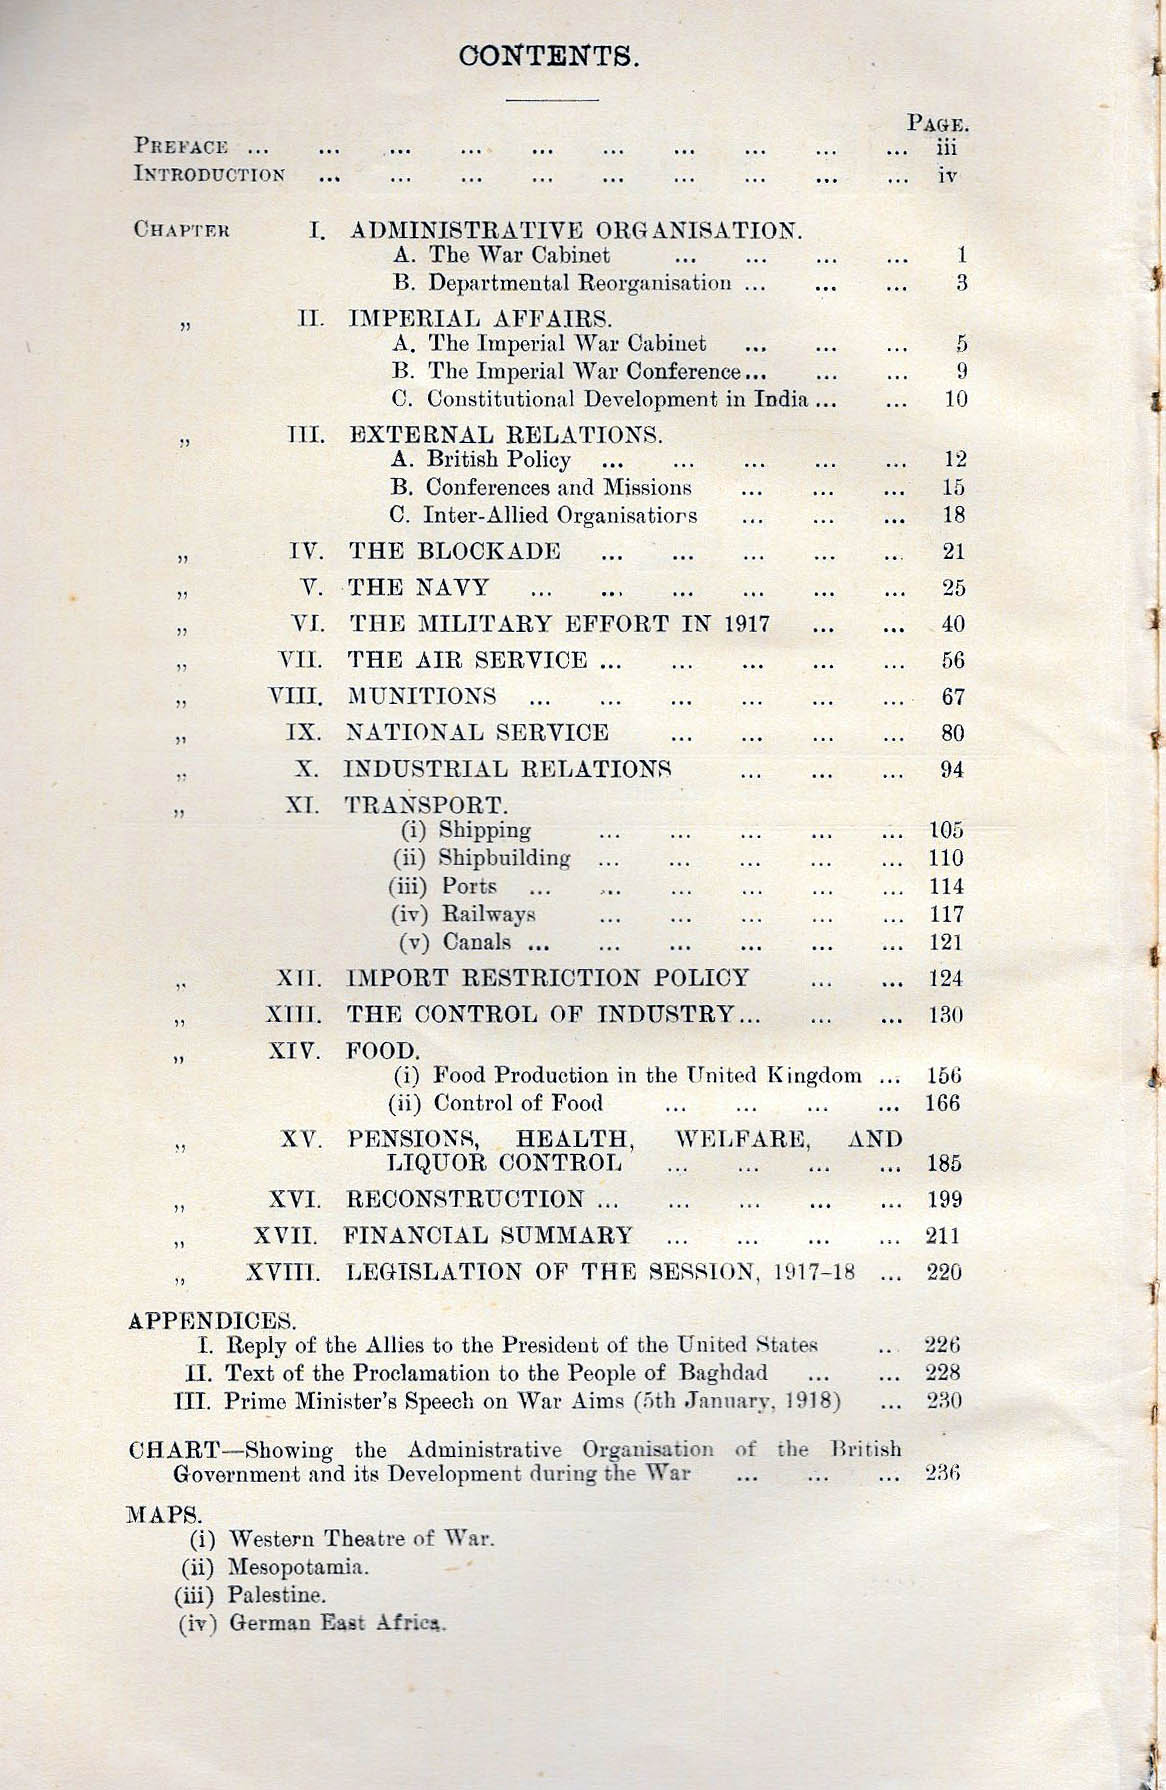 CONTENTS.
PAGE.
PREFACE ... ... ... ... ... ... ... ... ... ... iii
INTRODUCTION ... ... ... ... ... ... ... ... ... iv
CHAPTER I. ADMINISTRATIVE ORGANISATION.
A. The War Cabinet ... ... ... ... 1
B. Departmental Reorganisation ... ... ... 3
„ II. IMPERIAL AFFAIRS.
A. The Imperial War Cabinet ... ... ... 5
B. The Imperial War Conference... ... ... 9
C. Constitutional Development in India ... ... 10
„ III. EXTERNAL RELATIONS.
A. British Policy ... ... ... ... ... 12
B. Conferences and Missions ... ... ... 15
C. Inter-Allied Organisations ... ... ... 18
„ IV. THE BLOCKADE ... ... ... ... ... 21
„ V. THE NAVY ... ... ... ... ... ... 25
„ VI. THE MILITARY EFFORT IN 1917 ... ... 40
„ VII. THE AIR SERVICE ... ... ... ... ... 56
„ VIII. MUNITIONS ... ... ... ... ... ... 67
„ IX. NATIONAL SERVICE ... ... ... ... 80
„ X. INDUSTRIAL RELATIONS ... ... ... 94
„ XI. TRANSPORT.
(i) Shipping ... ... ... ... ... 105
(ii) Shipbuilding ... ... ... ... ... 110
(iii) Ports ... ... ... ... ... ... 114
(iv) Railways ... ... ... ... ... 117
(v) Canals ... ... ... ... ... ... 121
„ XII. IMPORT RESTRICTION POLICY ... ... 124
„ XIII. THE CONTROL OF INDUSTRY... ... ... 130
„ XIV. FOOD.
(i) Food Production in the United Kingdom ... 156
(ii) Control of Food ... ... ... ... 166
„ XV. PENSIONS, HEALTH, WELFARE, AND
LIQUOR CONTROL ... ... ... ... 185
„ XVI. RECONSTRUCTION ... ... ... ... ... 199
„ XVII. FINANCIAL SUMMARY ... ... ... ... 211
„ XVIII. LEGISLATION OF THE SESSION, 1917–18 ... 220
APPENDICES.
I. Reply of the Allies to the President of the United States ... 226
II. Text of the Proclamation to the People of Baghdad ... ... 228
III. Prime Minister's Speech on War Aims (5th January, 1918) ... 230
CHART—Showing the Administrative Organisation of the British
Government and its Development during the War ... ... ... 236
MAPS.
(i) Western Theatre of War.
(ii) Mesopotamia.
(iii) Palestine.
(iv) German East Africa.